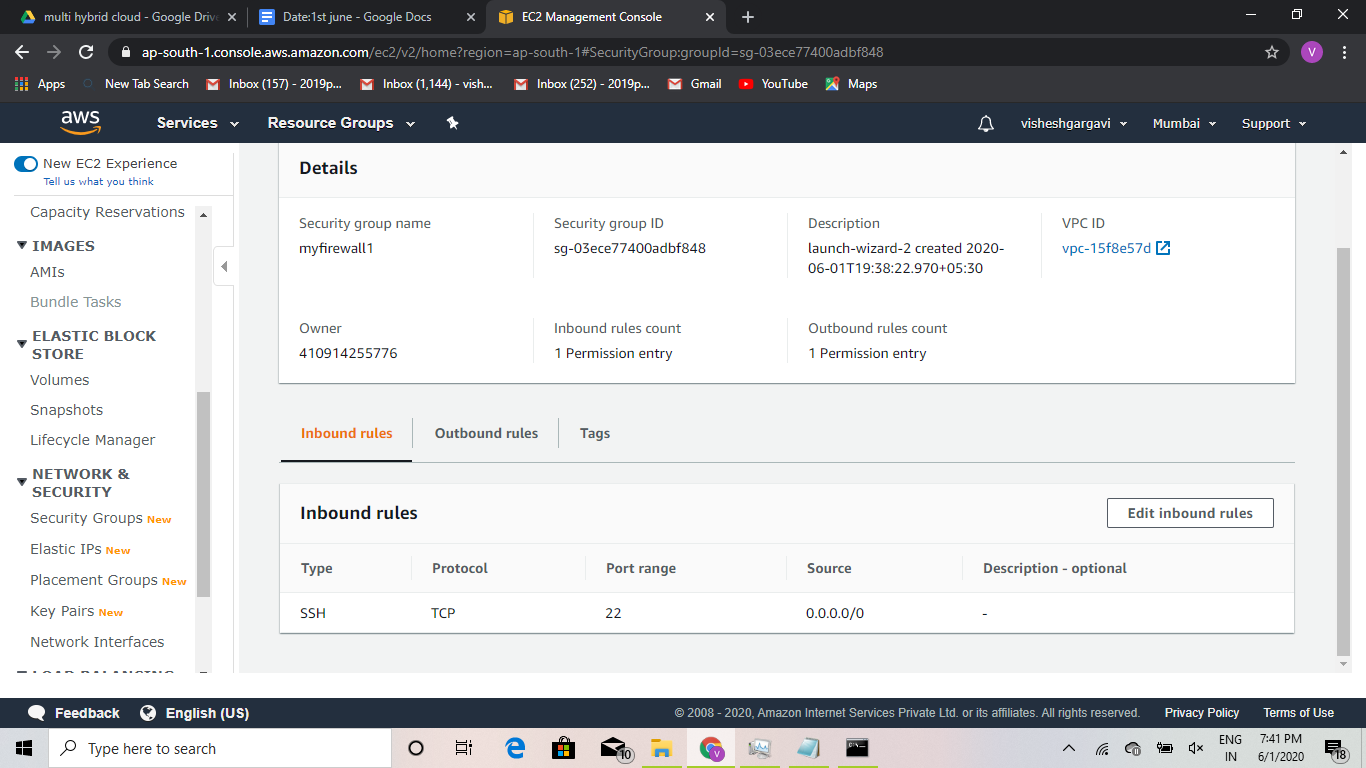 multi hybrid cloud - Google Drive
Date:1st june - Google Docs
EC2 Management Console
ap-south-1.console.aws.amazon.com/ec2/v2/home?region=ap-south-1#SecurityGroup:groupId=sg-03ece77400adbf848
V
Apps
New Tab Search
Inbox (157) - 2019p...
Inbox (1,144) - vish...
Inbox (252) - 2019p...
Gmail
YouTube
Maps
aws
Services
Resource Groups
visheshgargavi
Mumbai
Support
New EC2 Experience
Tell us what you think
Capacity Reservations
IMAGES
AMIs
Bundle Tasks
ELASTIC BLOCK
STORE
Volumes
Snapshots
Lifecycle Manager
NETWORK &
SECURITY
Security Groups New
Elastic IPs New
Placement Groups New
Key Pairs New
Network Interfaces
LOAD BALANCING
Details
Security group name
myfirewall1
Security group ID
sg-03ece77400adbf848
Description
launch-wizard-2 created 2020-
06-01T19:38:22.970+05:30
VPC ID
vpc-15f8e57d
Owner
410914255776
Inbound rules count
1 Permission entry
Outbound rules count
1 Permission entry
Inbound rules
Outbound rules
Tags
Inbound rules
Edit inbound rules
Type
Protocol
Port range
Source
Description - optional
SSH
TCP
22
0.0.0.0/0
-
Feedback
English (US)
© 2008 - 2020, Amazon Internet Services Private Ltd. or its affiliates. All rights reserved.
Privacy Policy
Terms of Use
Type here to search
10
V
ENG
IN
7:41 PM
6/1/2020
18